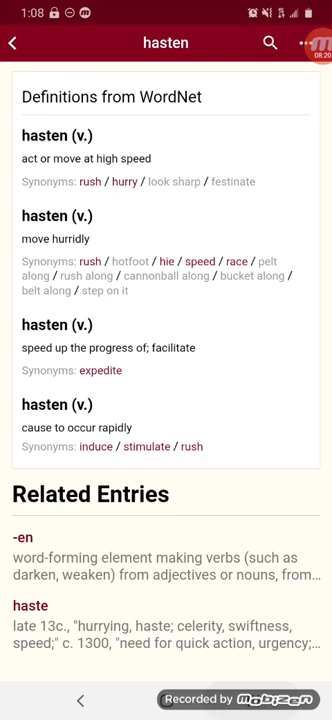 1:08
hasten
08:20
Definitions from WordNet
hasten (v.)
act or move at high speed
Synonyms: rush / hurry / look sharp / festinate
hasten (v.)
move hurridly
Synonyms: rush / hotfoot / hie / speed / race / pelt
along / rush along / cannonball along / bucket along /
belt along / step on it
hasten (v.)
speed up the progress of; facilitate
Synonyms: expedite
hasten (v.)
cause to occur rapidly
Synonyms: induce / stimulate / rush
Related Entries
-en
word-forming element making verbs (such as
darken, weaken) from adjectives or nouns, from...
haste
late 13c., "hurrying, haste; celerity, swiftness,
speed;" c. 1300, "need for quick action, urgency;...
Recorded by MOBIZEN